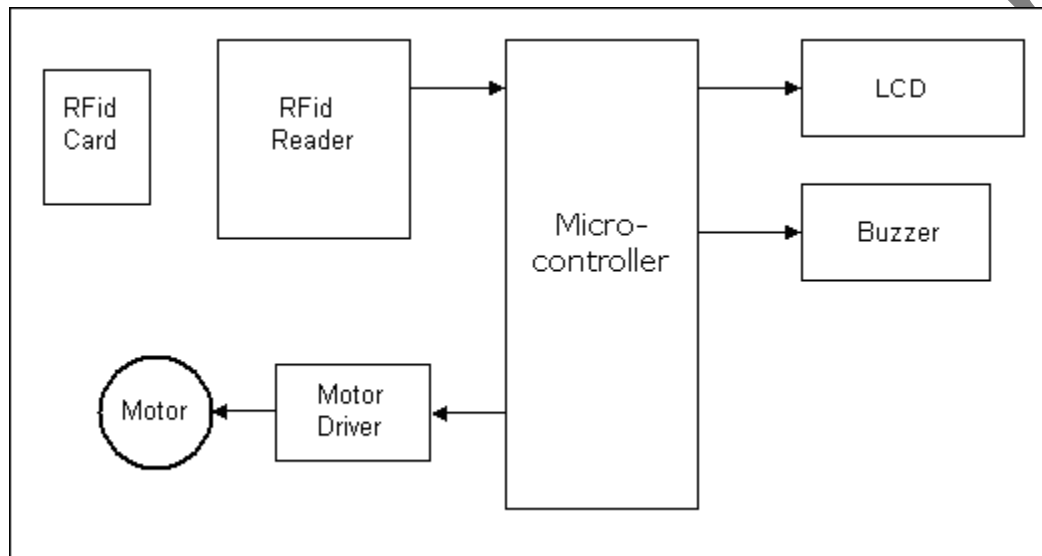 RFid
Card
RFid
Reader
Micro-
controller
LCD
Buzzer
Motor
Motor
Driver